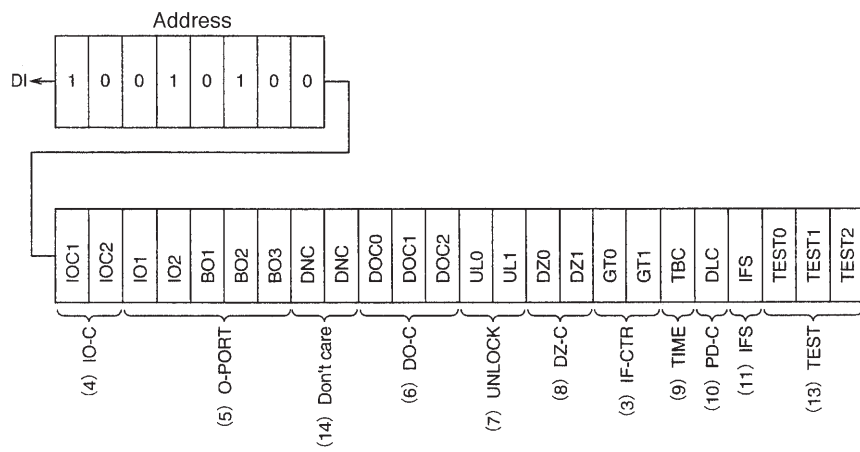 Address
DI 1 0 0 1 0 1 0 0
IOC1 IOC2 IO1 IO2 BO1 BO2 BO3 DNC DNC DOC0 DOC1 DOC2 UL0 UL1 DZ0 DZ1 GT0 GT1 TBC DLC IFS TEST0 TEST1 TEST2
(4) IO-C
(5) O-PORT
(14) Don't care
(6) DO-C
(7) UNLOCK
(8) DZ-C
(3) IF-CTR
(9) TIME
(10) PD-C
(11) IFS
(13) TEST